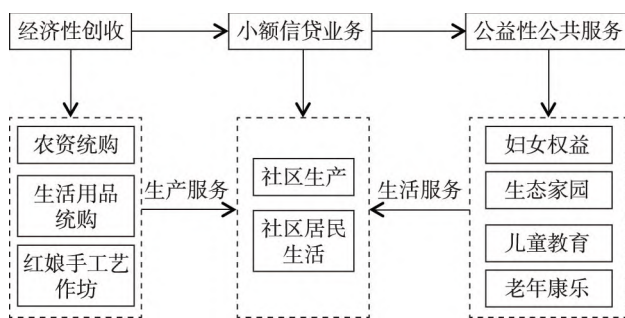 经济性创收
小额信贷业务
公益性公共服务
农资统购
生活用品
统购
红娘手工艺
作坊
生产服务
社区生产
社区居民
生活
生活服务
妇女权益
生态家园
儿童教育
老年康乐